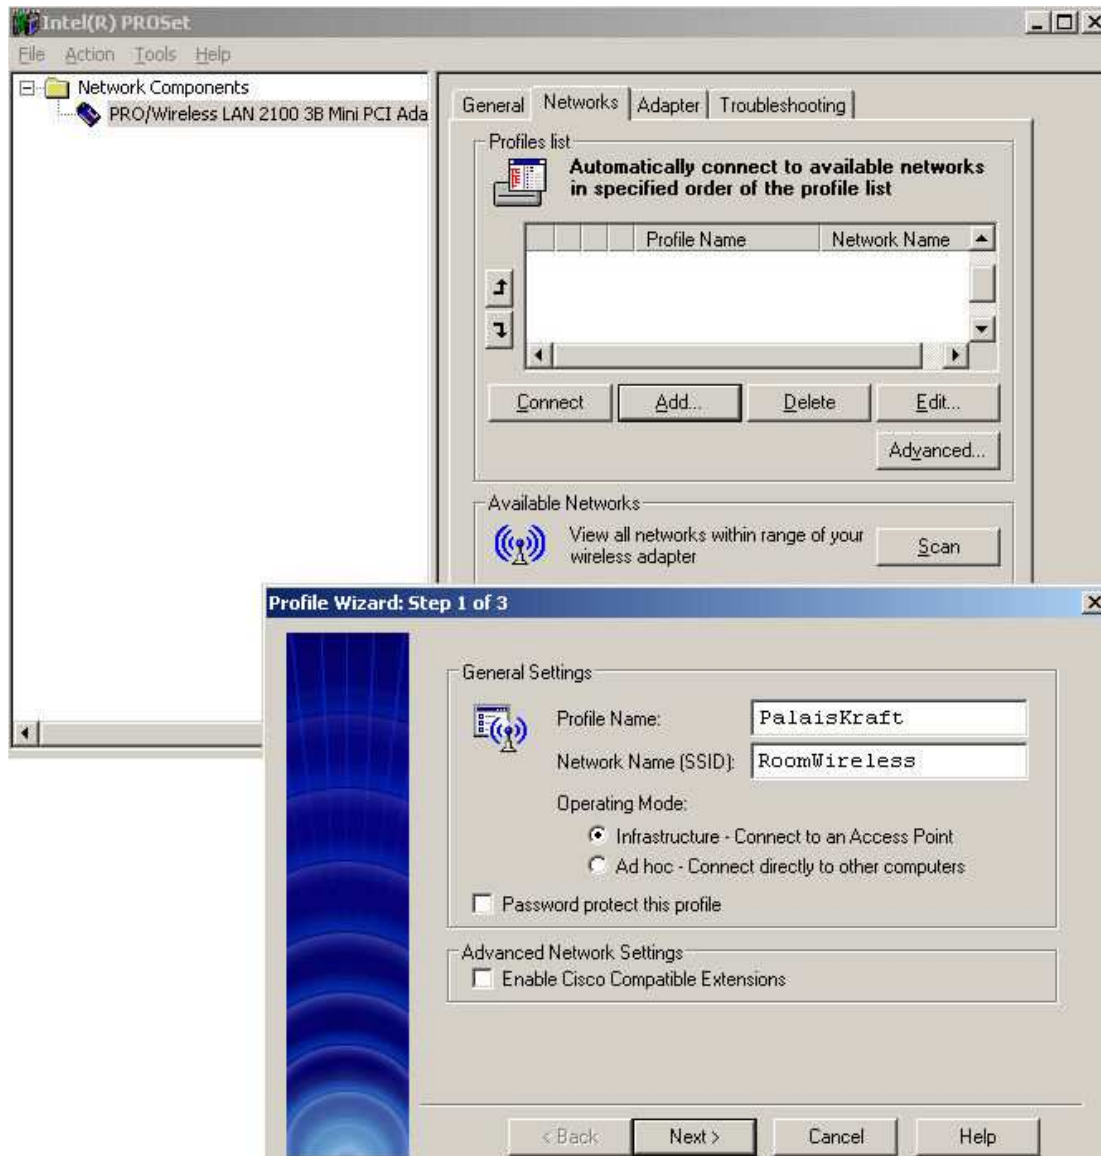 Intel(R) PROSet
File Action Tools Help
Network Components
PRO/Wireless LAN 2100 3B Mini PCI Ada
General Networks Adapter Troubleshooting
Profiles list
Automatically connect to available networks
in specified order of the profile list
Profile Name Network Name
Connect Add... Delete Edit...
Advanced...
Available Networks
View all networks within range of your
wireless adapter
Scan
Profile Wizard: Step 1 of 3
General Settings
Profile Name: PalaisKraft
Network Name (SSID): RoomWireless
Operating Mode:
Infrastructure - Connect to an Access Point
Ad hoc - Connect directly to other computers
Password protect this profile
Advanced Network Settings
Enable Cisco Compatible Extensions
< Back Next > Cancel Help